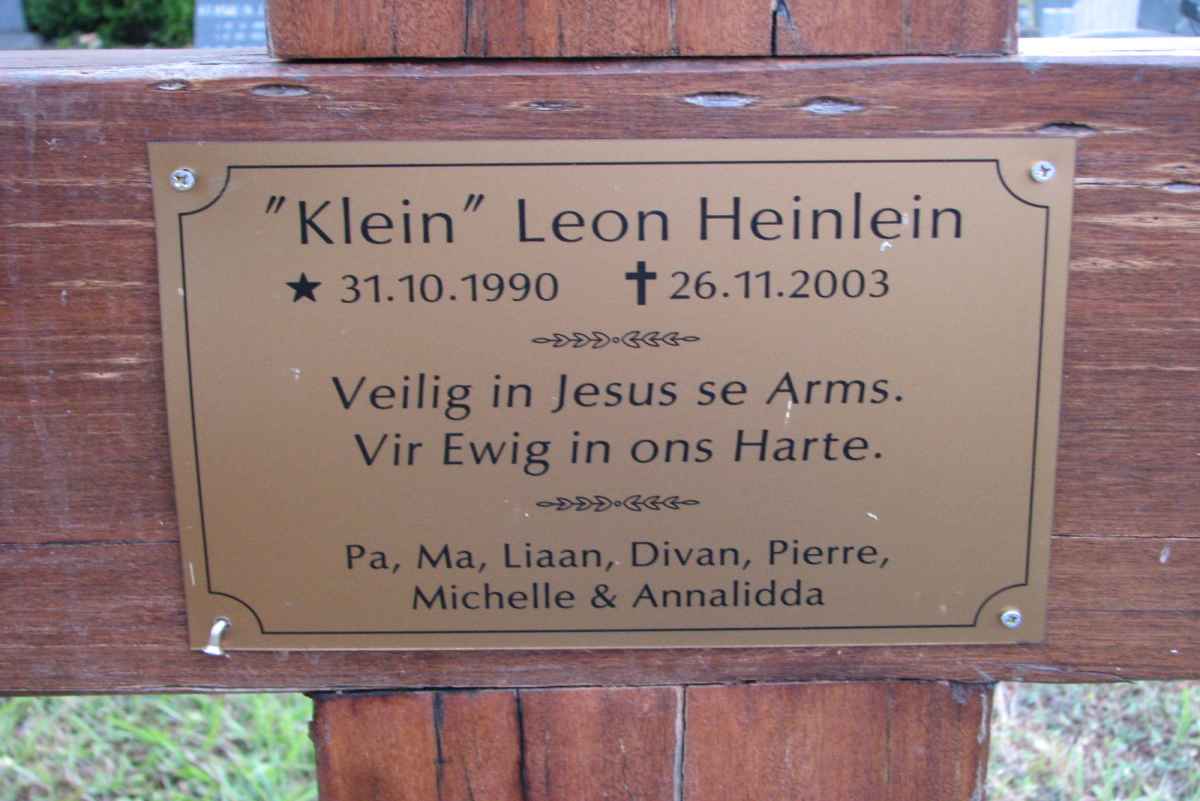 "Klein" Leon Heinlein
★ 31.10.1990 ✝ 26.11.2003
Veilig in Jesus se Arms.
Vir Ewig in ons Harte.
Pa, Ma, Liaan, Divan, Pierre,
Michelle & Annalidda